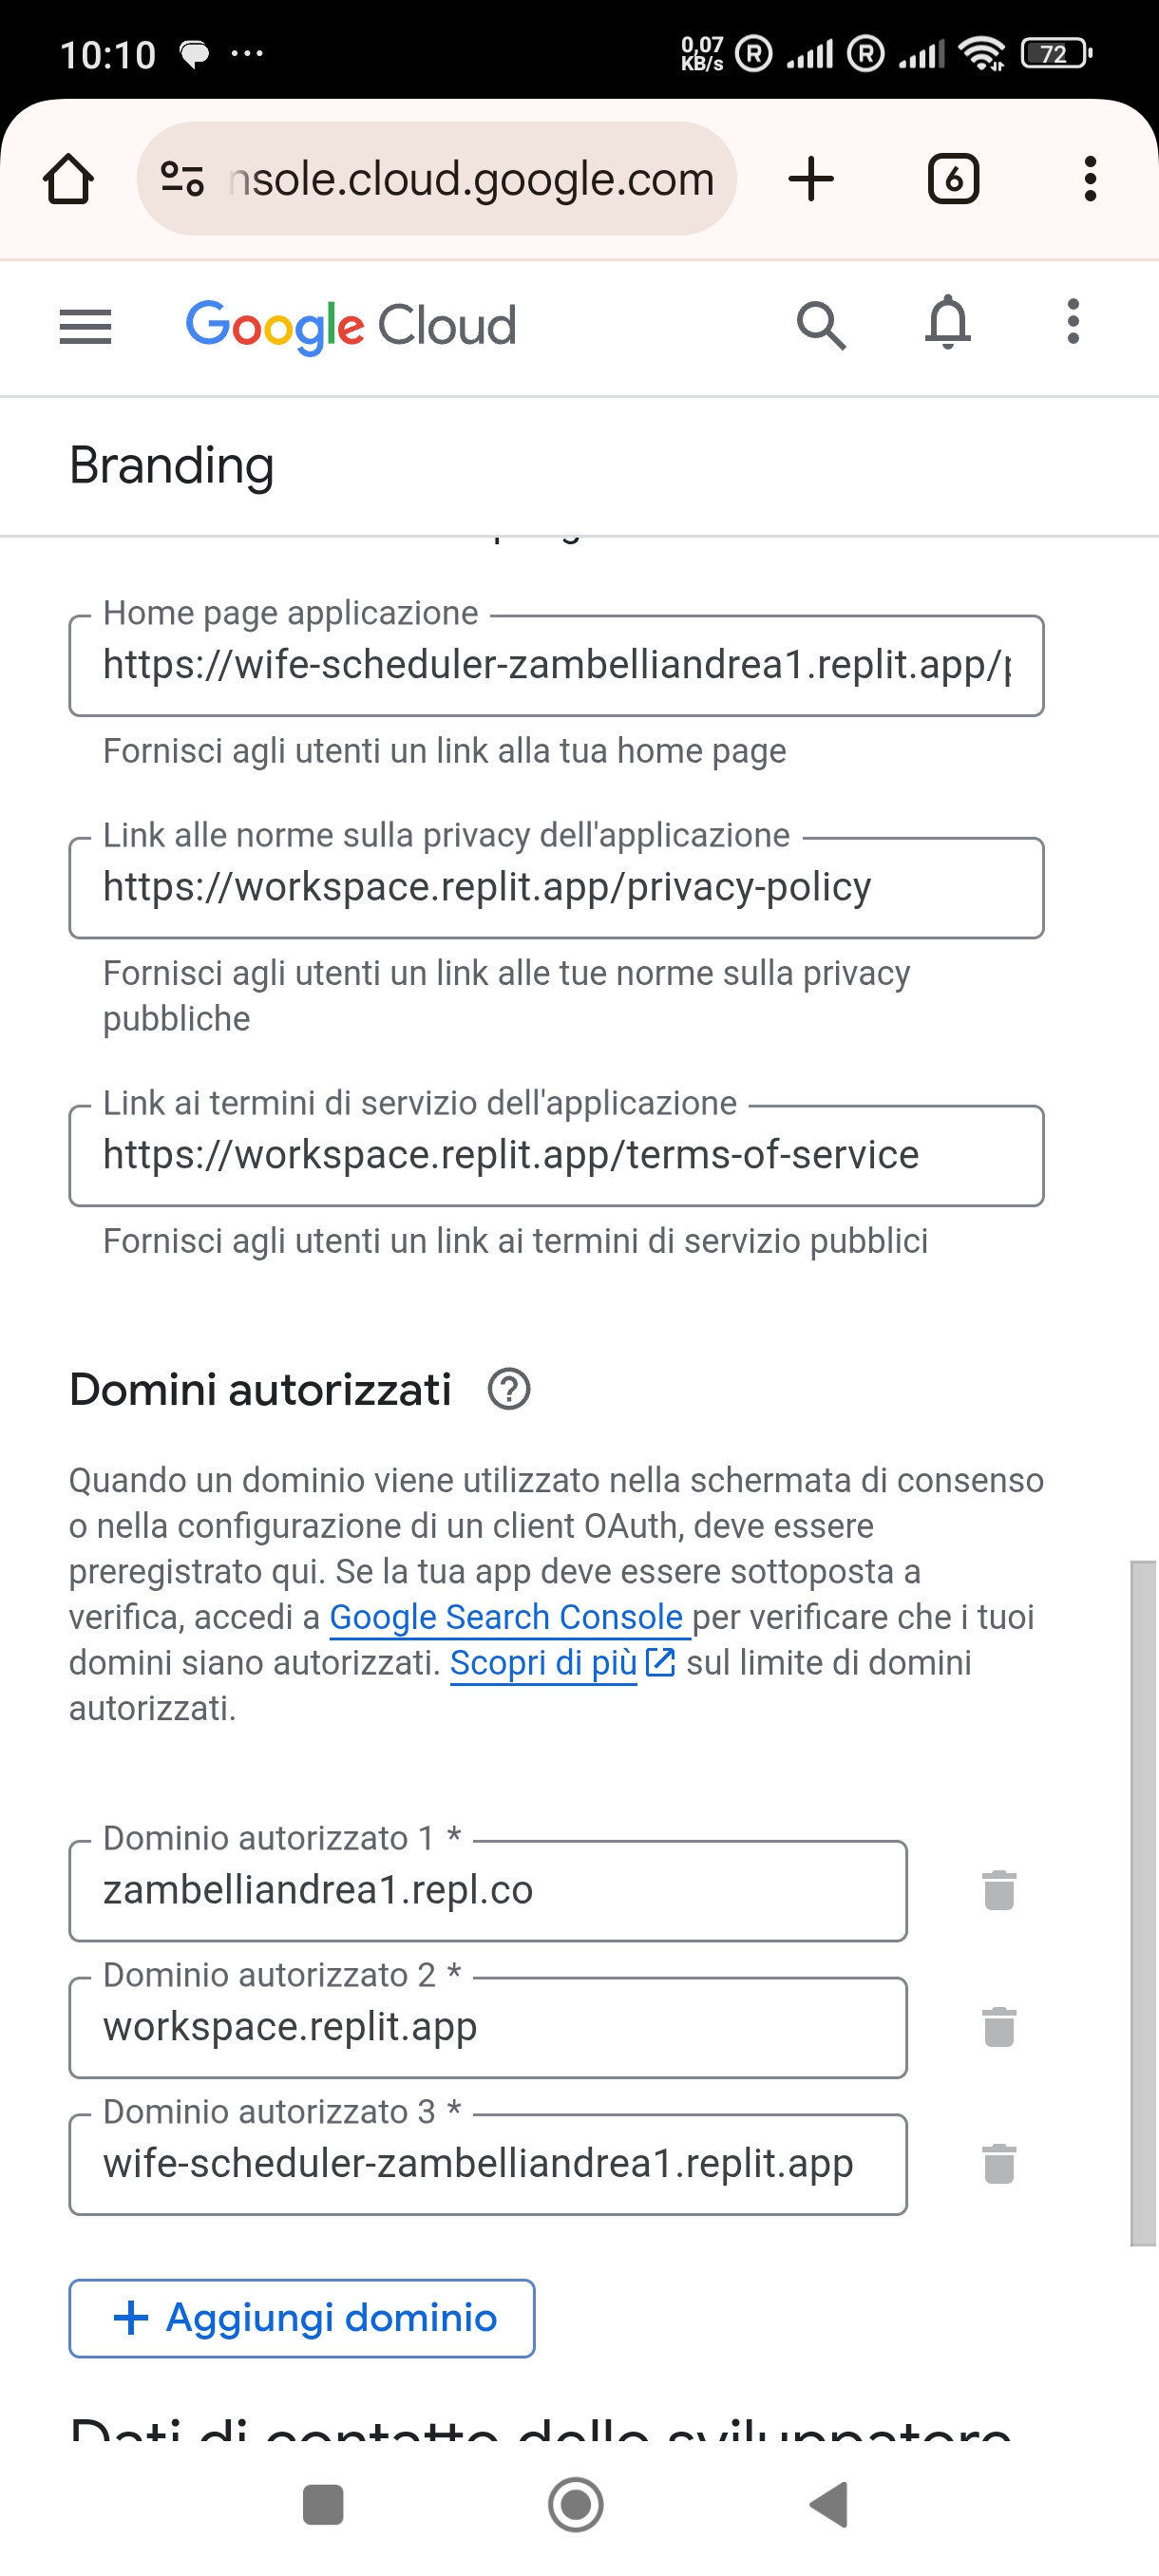 10:10
0,07
KB/s
R
R
72
nsole.cloud.google.com
6
Google Cloud
Branding
Home page applicazione
https://wife-scheduler-zambelliandrea1.replit.app/p
Fornisci agli utenti un link alla tua home page
Link alle norme sulla privacy dell'applicazione
https://workspace.replit.app/privacy-policy
Fornisci agli utenti un link alle tue norme sulla privacy
pubbliche
Link ai termini di servizio dell'applicazione
https://workspace.replit.app/terms-of-service
Fornisci agli utenti un link ai termini di servizio pubblici
Domini autorizzati
Quando un dominio viene utilizzato nella schermata di consenso
o nella configurazione di un client OAuth, deve essere
preregistrato qui. Se la tua app deve essere sottoposta a
verifica, accedi a Google Search Console per verificare che i tuoi
domini siano autorizzati. Scopri di più sul limite di domini
autorizzati.
Dominio autorizzato 1 *
zambelliandrea1.repl.co
Dominio autorizzato 2 *
workspace.replit.app
Dominio autorizzato 3 *
wife-scheduler-zambelliandrea1.replit.app
+ Aggiungi dominio
Dati di contatto dello sviluppatore